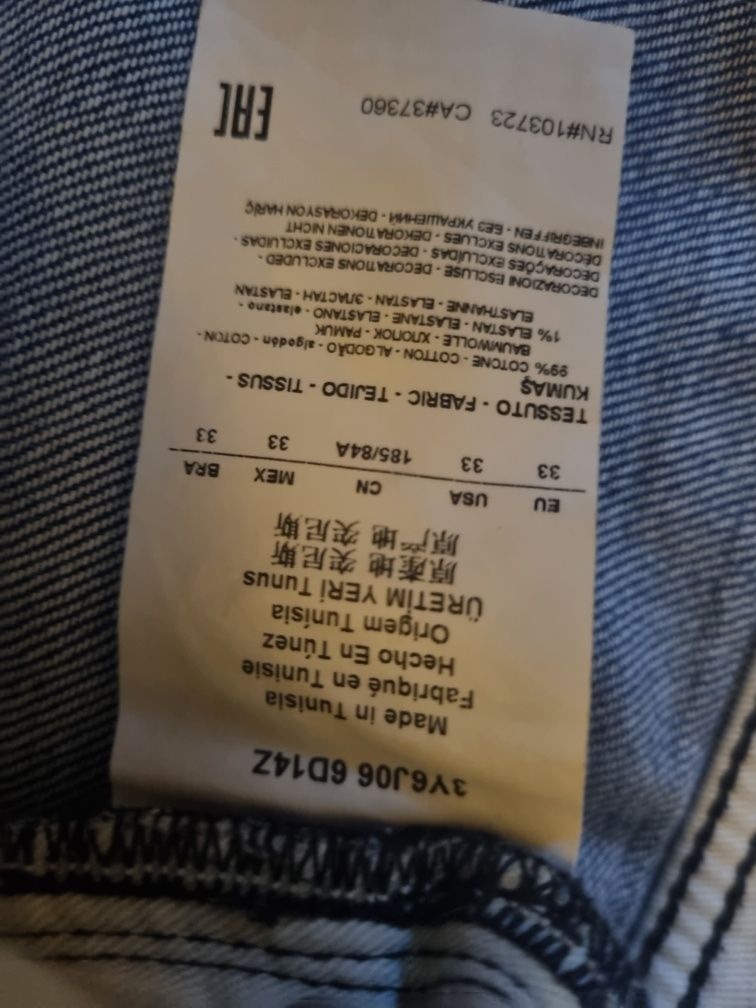 3Y6J06 6D14Z
Made in Tunisia
Fabriqué en Tunisie
Hecho En Túnez
Origem Tunísia
ÜRETİM YERİ Tunus
原產地 突尼斯
原产地 突尼斯
EU USA CN MEX BRA
33 33 185/84A 33 33
TESSUTO - FABRIC - TEJIDO - TISSUS -
KUMAŞ
99% COTONE - COTTON - ALGODÃO - algodón - COTON -
BAUMWOLLE - ХЛОПОК - PAMUK
1% ELASTAN - ELASTANE - ELASTANO - elastano -
ELASTHANNE - ELASTAN - ЭЛАСТАН - ELASTAN
DECORAZIONI ESCLUSE - DECORATIONS EXCLUDED -
DECORAÇÕES EXCLUÍDAS - DECORACIONES EXCLUIDAS -
DÉCORATIONS EXCLUES - DEKORATIONEN NICHT
INBEGRIFFEN - БЕЗ УКРАШЕНИЙ - DEKORASYON HARİÇ
RN#103723 CA#37360
EAC